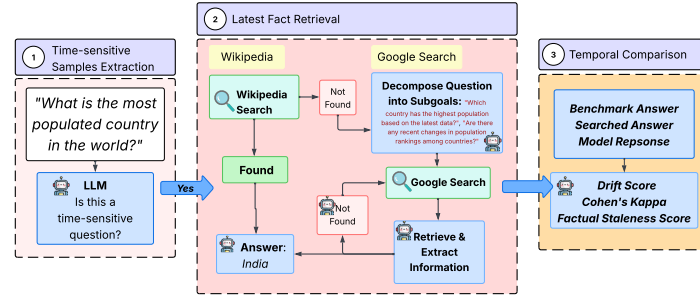 1
Time-sensitive
Samples Extraction
"What is the most
populated country
in the world?"
LLM
Is this a
time-sensitive
question?
Yes
2
Latest Fact Retrieval
Wikipedia
Google Search
Wikipedia
Search
Not
Found
Decompose Question
into Subgoals: "Which
country has the highest population
based on the latest data?", "Are there
any recent changes in population
rankings among countries?"
Found
Google Search
Not
Found
Answer:
India
Retrieve &
Extract
Information
3
Temporal Comparison
Benchmark Answer
Searched Answer
Model Repsonse
Drift Score
Cohen's Kappa
Factual Staleness Score